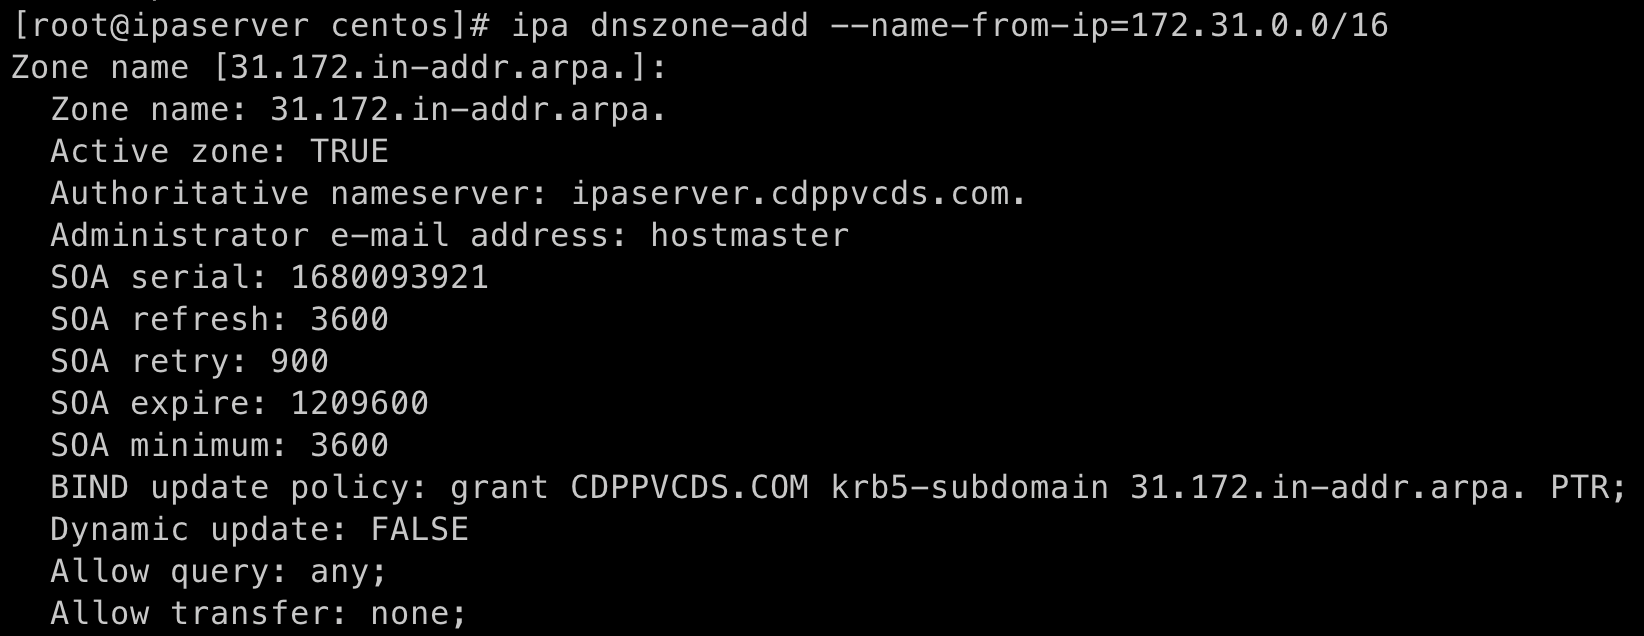 [root@ipaserver centos]# ipa dnszone-add --name-from-ip=172.31.0.0/16
Zone name [31.172.in-addr.arpa.]:
  Zone name: 31.172.in-addr.arpa.
  Active zone: TRUE
  Authoritative nameserver: ipaserver.cdppvcds.com.
  Administrator e-mail address: hostmaster
  SOA serial: 1680093921
  SOA refresh: 3600
  SOA retry: 900
  SOA expire: 1209600
  SOA minimum: 3600
  BIND update policy: grant CDPPVCDS.COM krb5-subdomain 31.172.in-addr.arpa. PTR;
  Dynamic update: FALSE
  Allow query: any;
  Allow transfer: none;